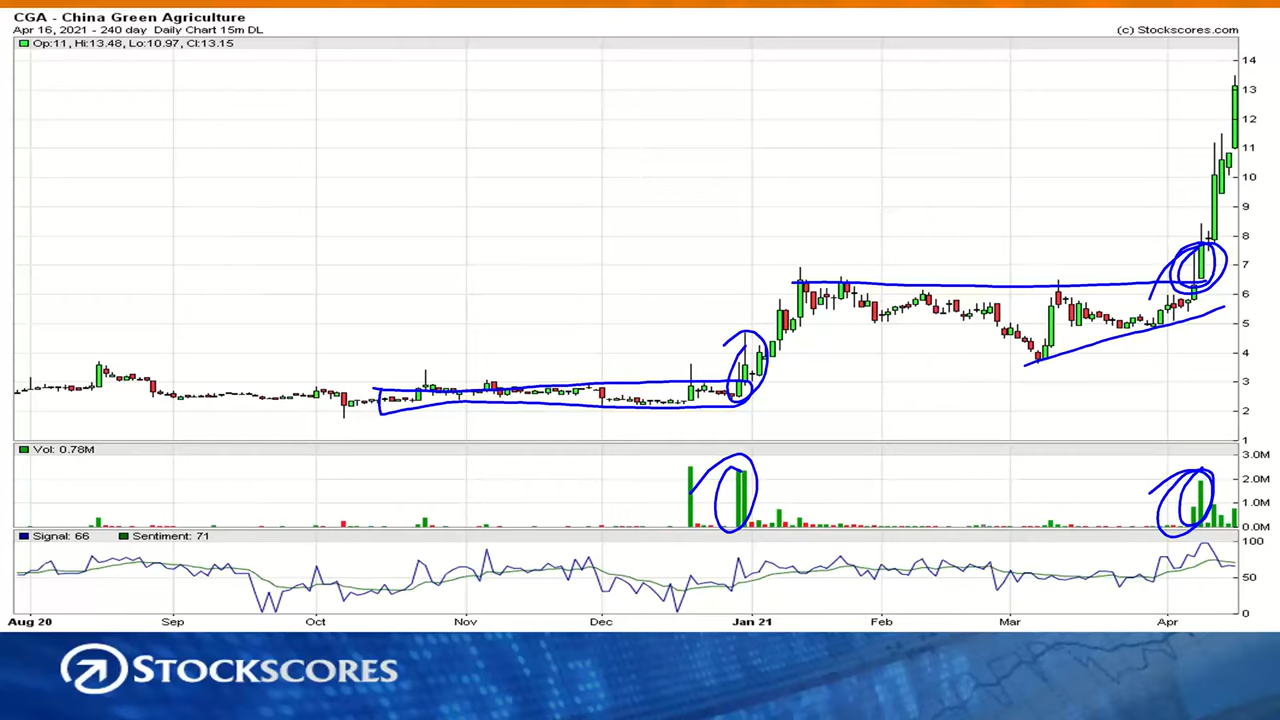 CGA - China Green Agriculture
Apr 16, 2021 - 240 day Daily Chart 15m DL
(c) Stockscores.com
Op:11, Hi:13.48, Lo:10.97, Cl:13.15
14
13
12
11
10
9
8
7
6
5
4
3
2
1
Vol: 0.78M
3.0M
2.0M
1.0M
0.0M
Signal: 66
Sentiment: 71
100
50
0
Aug 20 Sep Oct Nov Dec Jan 21 Feb Mar Apr
STOCKSCORES